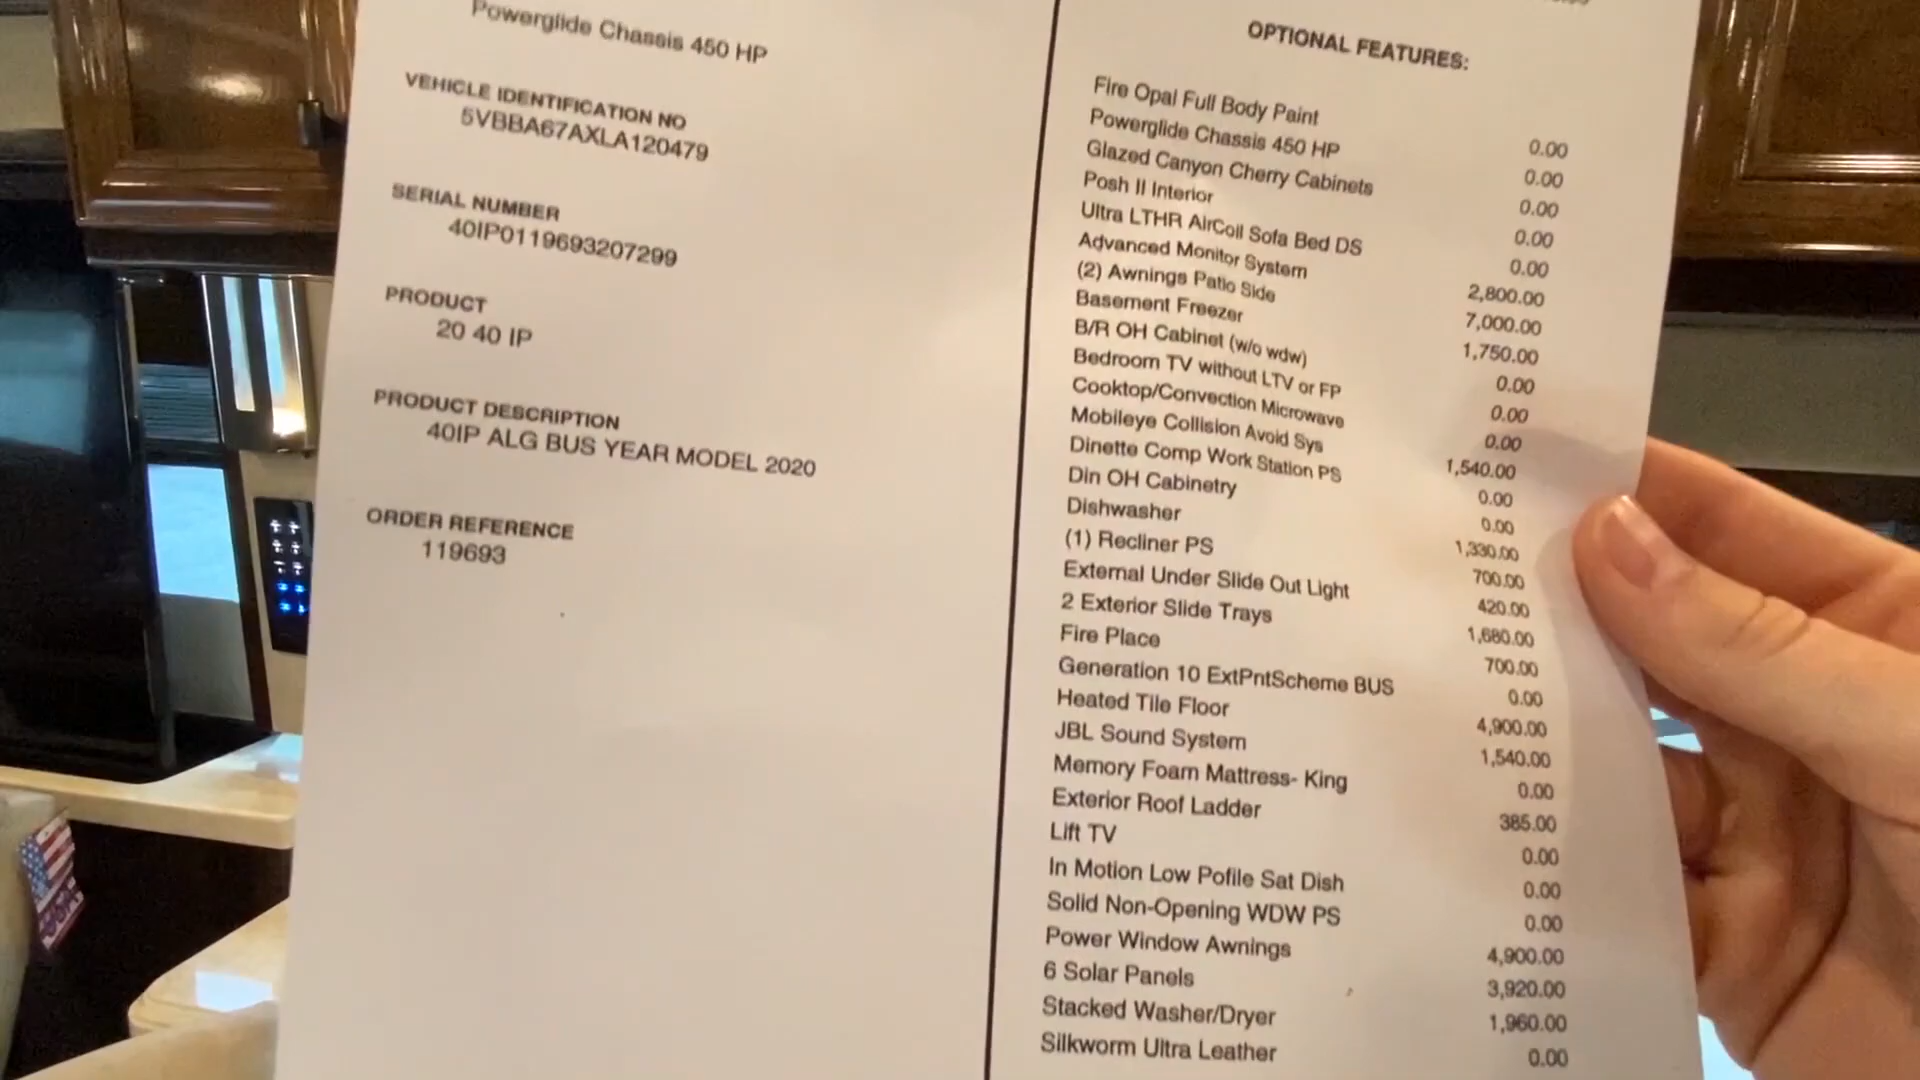 Powerglide Chassis 450 HP
VEHICLE IDENTIFICATION NO
5VBBA67AXLA120479
SERIAL NUMBER
40IP0119693207299
PRODUCT
20 40 IP
PRODUCT DESCRIPTION
40IP ALG BUS YEAR MODEL 2020
ORDER REFERENCE
119693
OPTIONAL FEATURES:
Fire Opal Full Body Paint 0.00
Powerglide Chassis 450 HP 0.00
Glazed Canyon Cherry Cabinets 0.00
Posh II Interior 0.00
Ultra LTHR AirCoil Sofa Bed DS 0.00
Advanced Monitor System 2,800.00
(2) Awnings Patio Side 7,000.00
Basement Freezer 1,750.00
B/R OH Cabinet (w/o wdw) 0.00
Bedroom TV without LTV or FP 0.00
Cooktop/Convection Microwave 0.00
Mobileye Collision Avoid Sys 1,540.00
Dinette Comp Work Station PS 0.00
Din OH Cabinetry 0.00
Dishwasher 1,330.00
(1) Recliner PS 700.00
External Under Slide Out Light 420.00
2 Exterior Slide Trays 1,680.00
Fire Place 700.00
Generation 10 ExtPntScheme BUS 0.00
Heated Tile Floor 4,900.00
JBL Sound System 1,540.00
Memory Foam Mattress- King 0.00
Exterior Roof Ladder 385.00
Lift TV 0.00
In Motion Low Pofile Sat Dish 0.00
Solid Non-Opening WDW PS 0.00
Power Window Awnings 4,900.00
6 Solar Panels 3,920.00
Stacked Washer/Dryer 1,960.00
Silkworm Ultra Leather 0.00